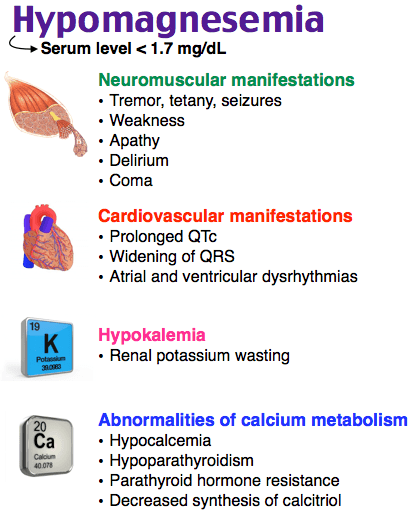 Hypomagnesemia
Serum level < 1.7 mg/dL
Neuromuscular manifestations
• Tremor, tetany, seizures
• Weakness
• Apathy
• Delirium
• Coma
Cardiovascular manifestations
• Prolonged QTc
• Widening of QRS
• Atrial and ventricular dysrhythmias
19
K
Potassium
39.0983
Hypokalemia
• Renal potassium wasting
20
Ca
Calcium
40.078
Abnormalities of calcium metabolism
• Hypocalcemia
• Hypoparathyroidism
• Parathyroid hormone resistance
• Decreased synthesis of calcitriol